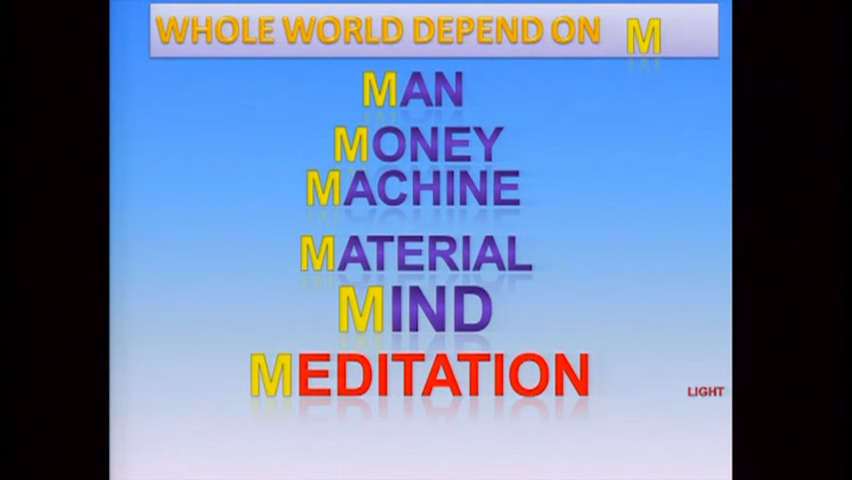 WHOLE WORLD DEPEND ON M
MAN
MONEY
MACHINE
MATERIAL
MIND
MEDITATION
LIGHT